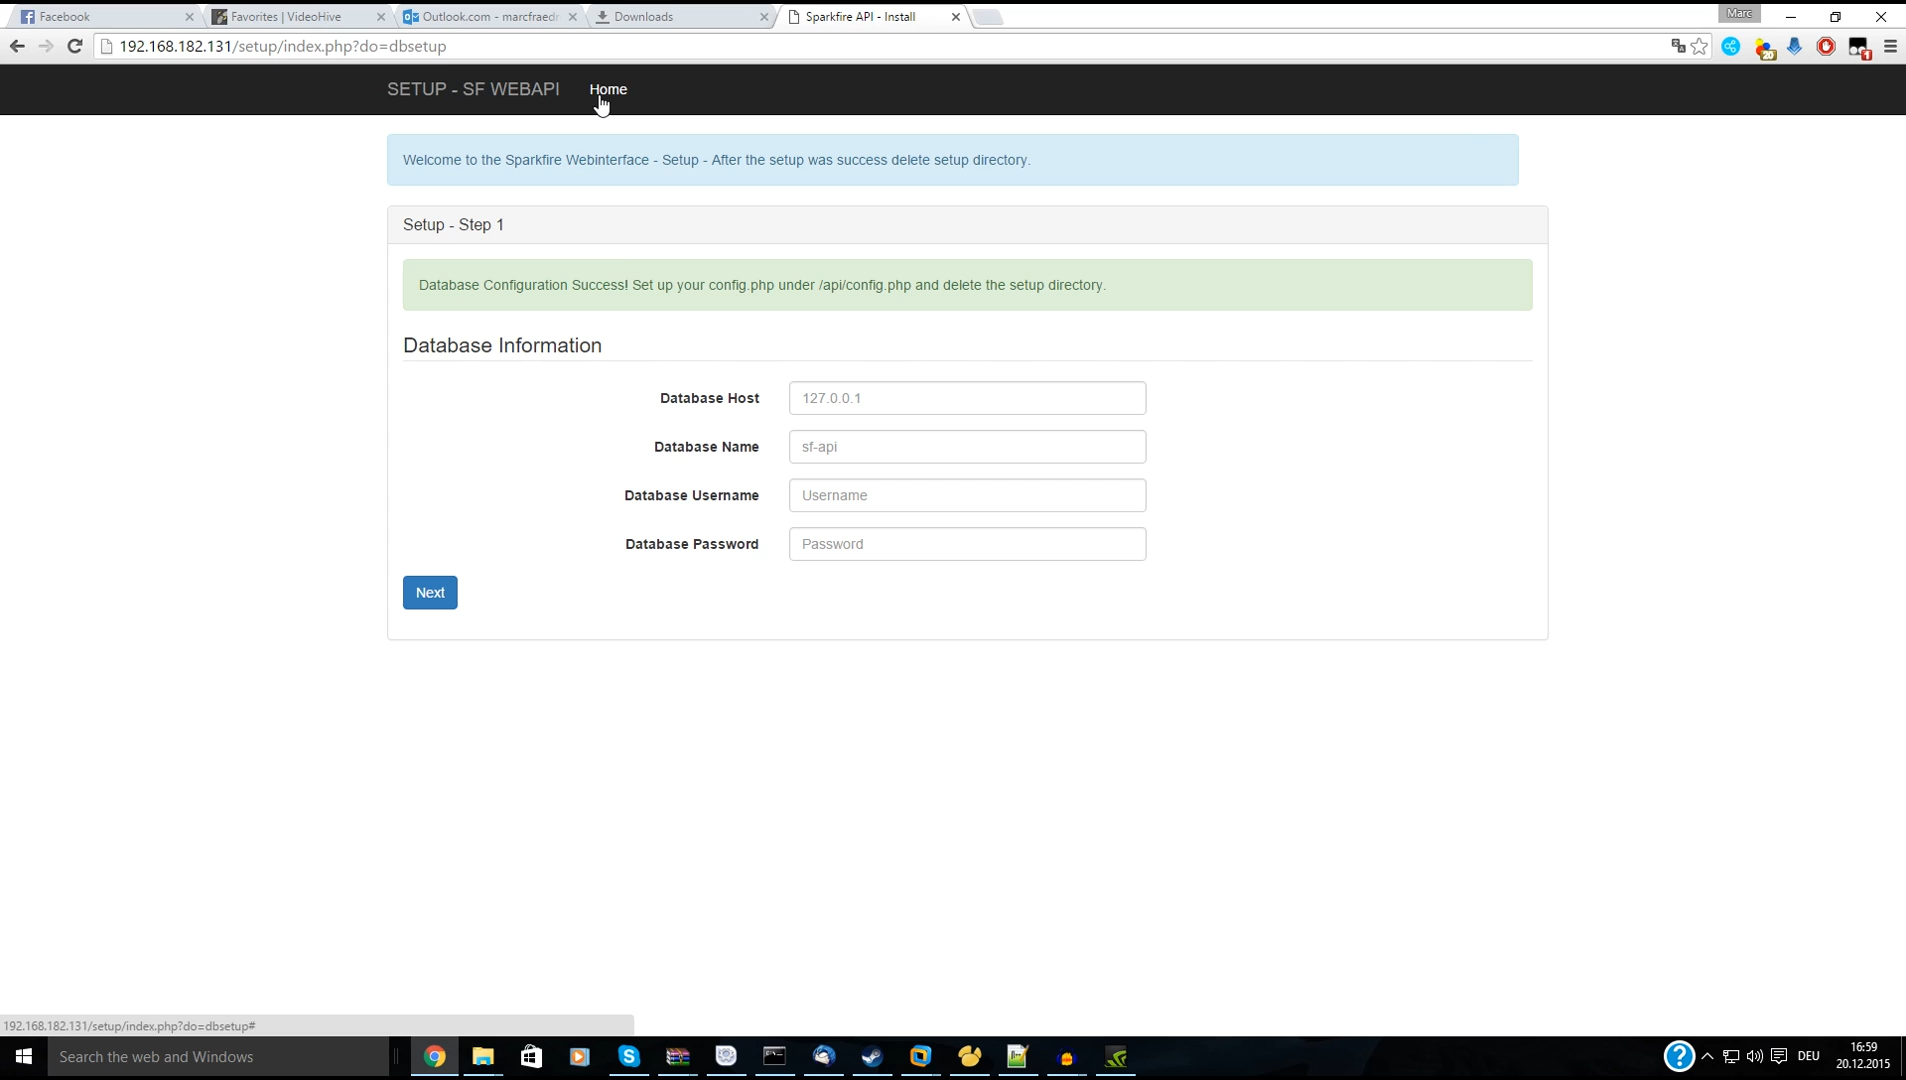 Facebook
Favorites | VideoHive
Outlook.com - marcfraedr
Downloads
Sparkfire API - Install
Marc
192.168.182.131/setup/index.php?do=dbsetup
20
1
SETUP - SF WEBAPI
Home
Welcome to the Sparkfire Webinterface - Setup - After the setup was success delete setup directory.
Setup - Step 1
Database Configuration Success! Set up your config.php under /api/config.php and delete the setup directory.
Database Information
Database Host
127.0.0.1
Database Name
sf-api
Database Username
Username
Database Password
Password
Next
192.168.182.131/setup/index.php?do=dbsetup#
Search the web and Windows
DEU
16:59
20.12.2015